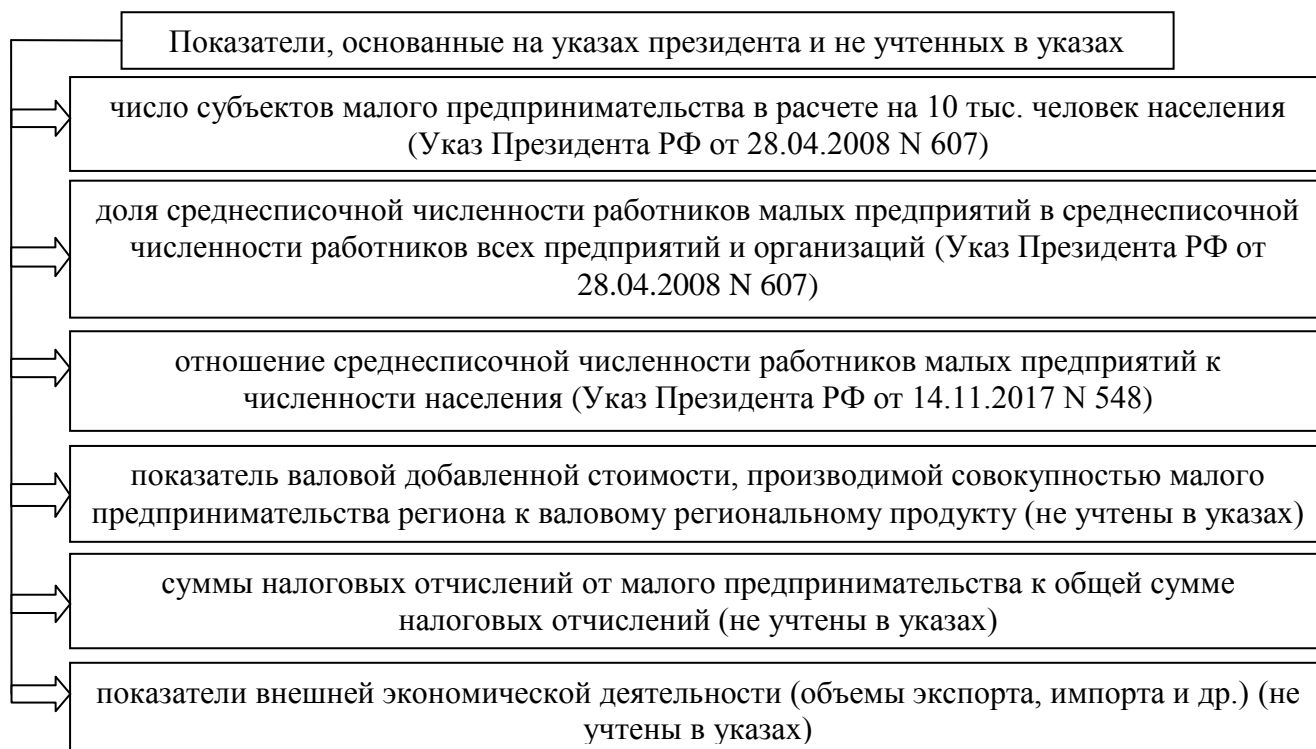 Показатели, основанные на указах президента и не учтенных в указах
число субъектов малого предпринимательства в расчете на 10 тыс. человек населения
(Указ Президента РФ от 28.04.2008 N 607)
доля среднесписочной численности работников малых предприятий в среднесписочной
численности работников всех предприятий и организаций (Указ Президента РФ от
28.04.2008 N 607)
отношение среднесписочной численности работников малых предприятий к
численности населения (Указ Президента РФ от 14.11.2017 N 548)
показатель валовой добавленной стоимости, производимой совокупностью малого
предпринимательства региона к валовому региональному продукту (не учтены в указах)
суммы налоговых отчислений от малого предпринимательства к общей сумме
налоговых отчислений (не учтены в указах)
показатели внешней экономической деятельности (объемы экспорта, импорта и др.) (не
учтены в указах)